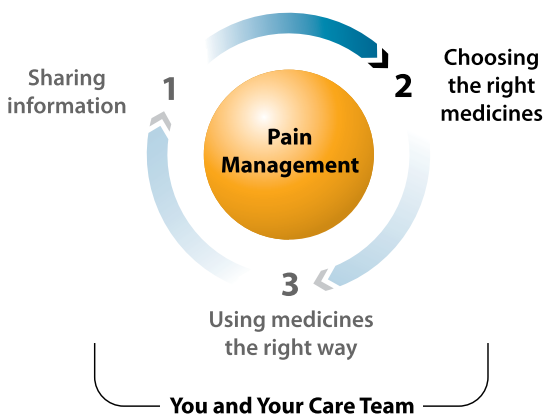 1
Sharing
information
2
Choosing
the right
medicines
Pain
Management
3
Using medicines
the right way
You and Your Care Team